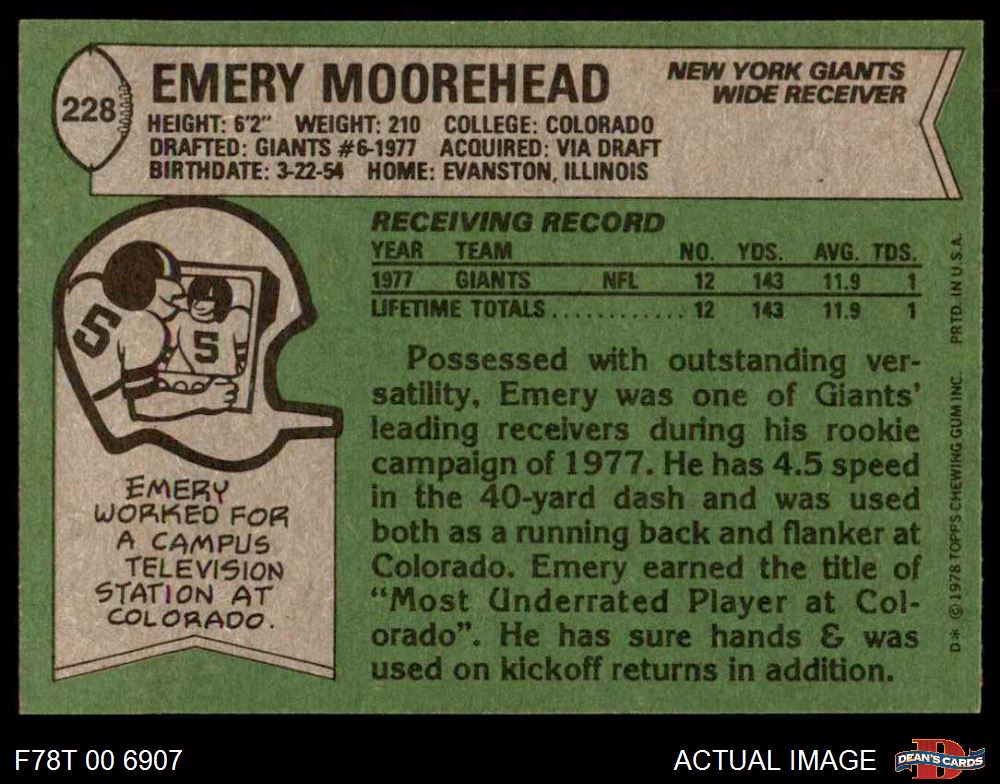 228
EMERY MOOREHEAD
NEW YORK GIANTS
WIDE RECEIVER
HEIGHT: 6'2" WEIGHT: 210 COLLEGE: COLORADO
DRAFTED: GIANTS #6-1977 ACQUIRED: VIA DRAFT
BIRTHDATE: 3-22-54 HOME: EVANSTON, ILLINOIS
RECEIVING RECORD
YEAR TEAM NO. YDS. AVG. TDS.
1977 GIANTS NFL 12 143 11.9 1
LIFETIME TOTALS............ 12 143 11.9 1
5
5
EMERY
WORKED FOR
A CAMPUS
TELEVISION
STATION AT
COLORADO.
Possessed with outstanding ver-
satility, Emery was one of Giants'
leading receivers during his rookie
campaign of 1977. He has 4.5 speed
in the 40-yard dash and was used
both as a running back and flanker at
Colorado. Emery earned the title of
"Most Underrated Player at Col-
orado". He has sure hands & was
used on kickoff returns in addition.
D* © 1978 TOPPS CHEWING GUM INC. PRTD. IN U.S.A.
F78T 00 6907
ACTUAL IMAGE
D
DEAN'S CARDS